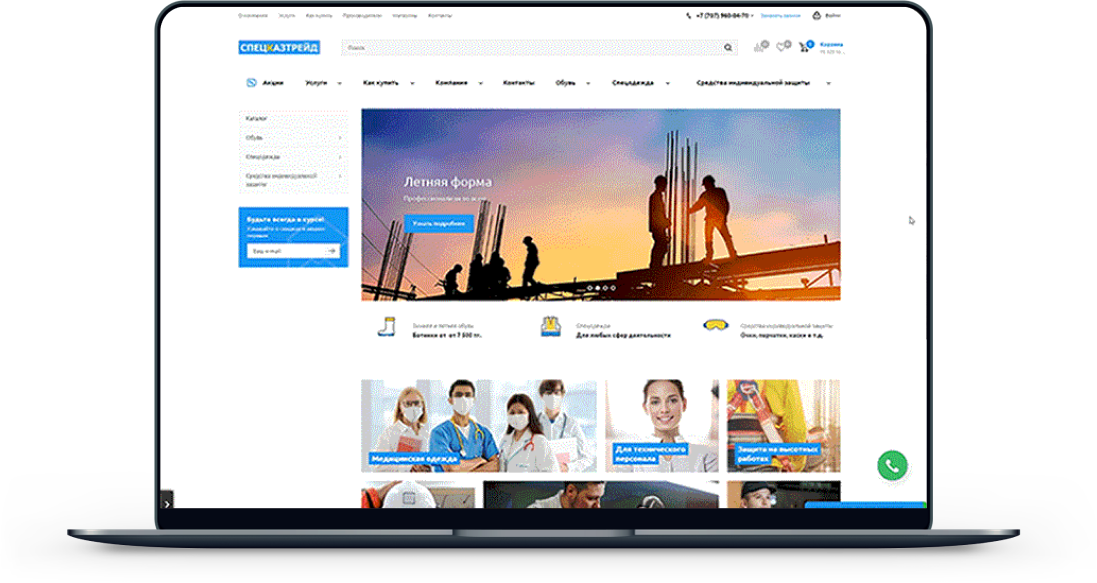 О компании Услуги Как купить Производители Магазины Контакты
+7 (707) 960-04-70 Заказать звонок Войти
СПЕЦКАЗТРЕЙД
Поиск
Корзина
Акции Услуги Как купить Компания Контакты Обувь Спецодежда Средства индивидуальной защиты
Каталог
Обувь
Спецодежда
Средства индивидуальной
защиты
Будьте всегда в курсе!
Узнавайте о скидках и акциях
первым
Ваш e-mail
Летняя форма
Профессионализм во всем
Узнать подробнее
Зимняя и летняя обувь
Ботинки от от 7 500 тг.
Спецодежда
Для любых сфер деятельности
Средства индивидуальной защиты
Очки, перчатки, каски и т.д.
Медицинская одежда
Для технического
персонала
Защита на высотных
работах